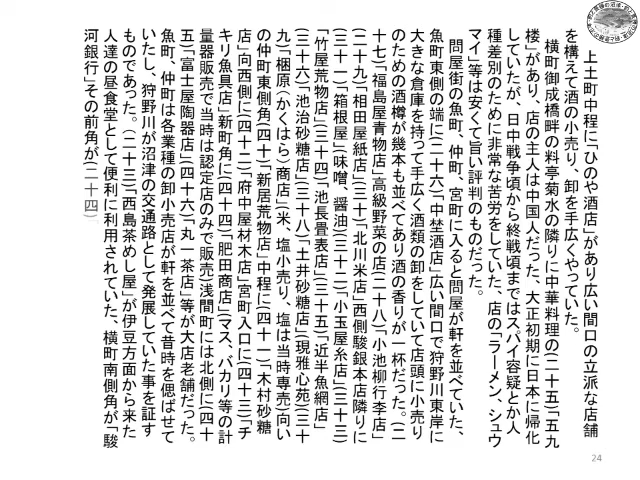 上土町中程に「ひのや酒店」があり広い間口の立派な店舗
を構えて酒の小売り、卸を手広くやっていた。
横町御成橋畔の料亭菊水の隣りに中華料理の(二十五)「五九
楼」があり、店の主人は中国人だった、大正初期に日本に帰化
していたが、日中戦争頃から終戦頃まではスパイ容疑とか人
種差別のために非常な苦労をしていた、店の「ラーメン、シュウ
マイ」等は安くて旨い評判のものだった。
問屋街の魚町、仲町、宮町に入ると問屋が軒を並べていた、
魚町東側の端に(二十六)「中埜酒店」広い間口で狩野川東岸に
大きな倉庫を持って手広く酒類の卸をしていて店頭に小売り
のための酒樽が幾本も並べてあり酒の香りが一杯だった。(二
十七)「福島屋青物店」高級野菜の店(二十八)「小池柳行李店」
(二十九)「相田屋紙店」(三十)「北川米店」西側駿銀本店隣りに
(三十一)「箱根屋」(味噌、醤油)(三十二)「小玉屋糸店」(三十三)
「竹屋荒物店」(三十四)「池長畳表店」(三十五)「近半魚網店」
(三十六)「池治砂糖店」(三十八)「土井砂糖店」(現雅心苑)(三十
九)「梱原(かくはら)商店」(米、塩小売り、塩は当時専売)向い
の仲町東側角(四十)「新居荒物店」中程に(四十一)「木村砂糖
店」向西側に(四十二)「府中屋材木店」宮町入口に(四十三)「チ
キリ魚具店」新町角に(四十四)「肥田商店」(マス、バカリ等の計
量器販売で当時は認定店のみで販売)浅間町には北側に(四十
五)「富士屋陶器店」(四十六)「丸一茶店」等が大店老舗だった。
魚町、仲町は各業種の卸小売店が軒を並べて昔時を偲ばせて
いたし、狩野川が沼津の交通路として発展していた事を証す
ものであった。(二十三)「西島茶めし屋」が伊豆方面から来た
人達の昼食堂として便利に利用されていた、横町南側角が「駿
河銀行」その前角が(二十四)
24